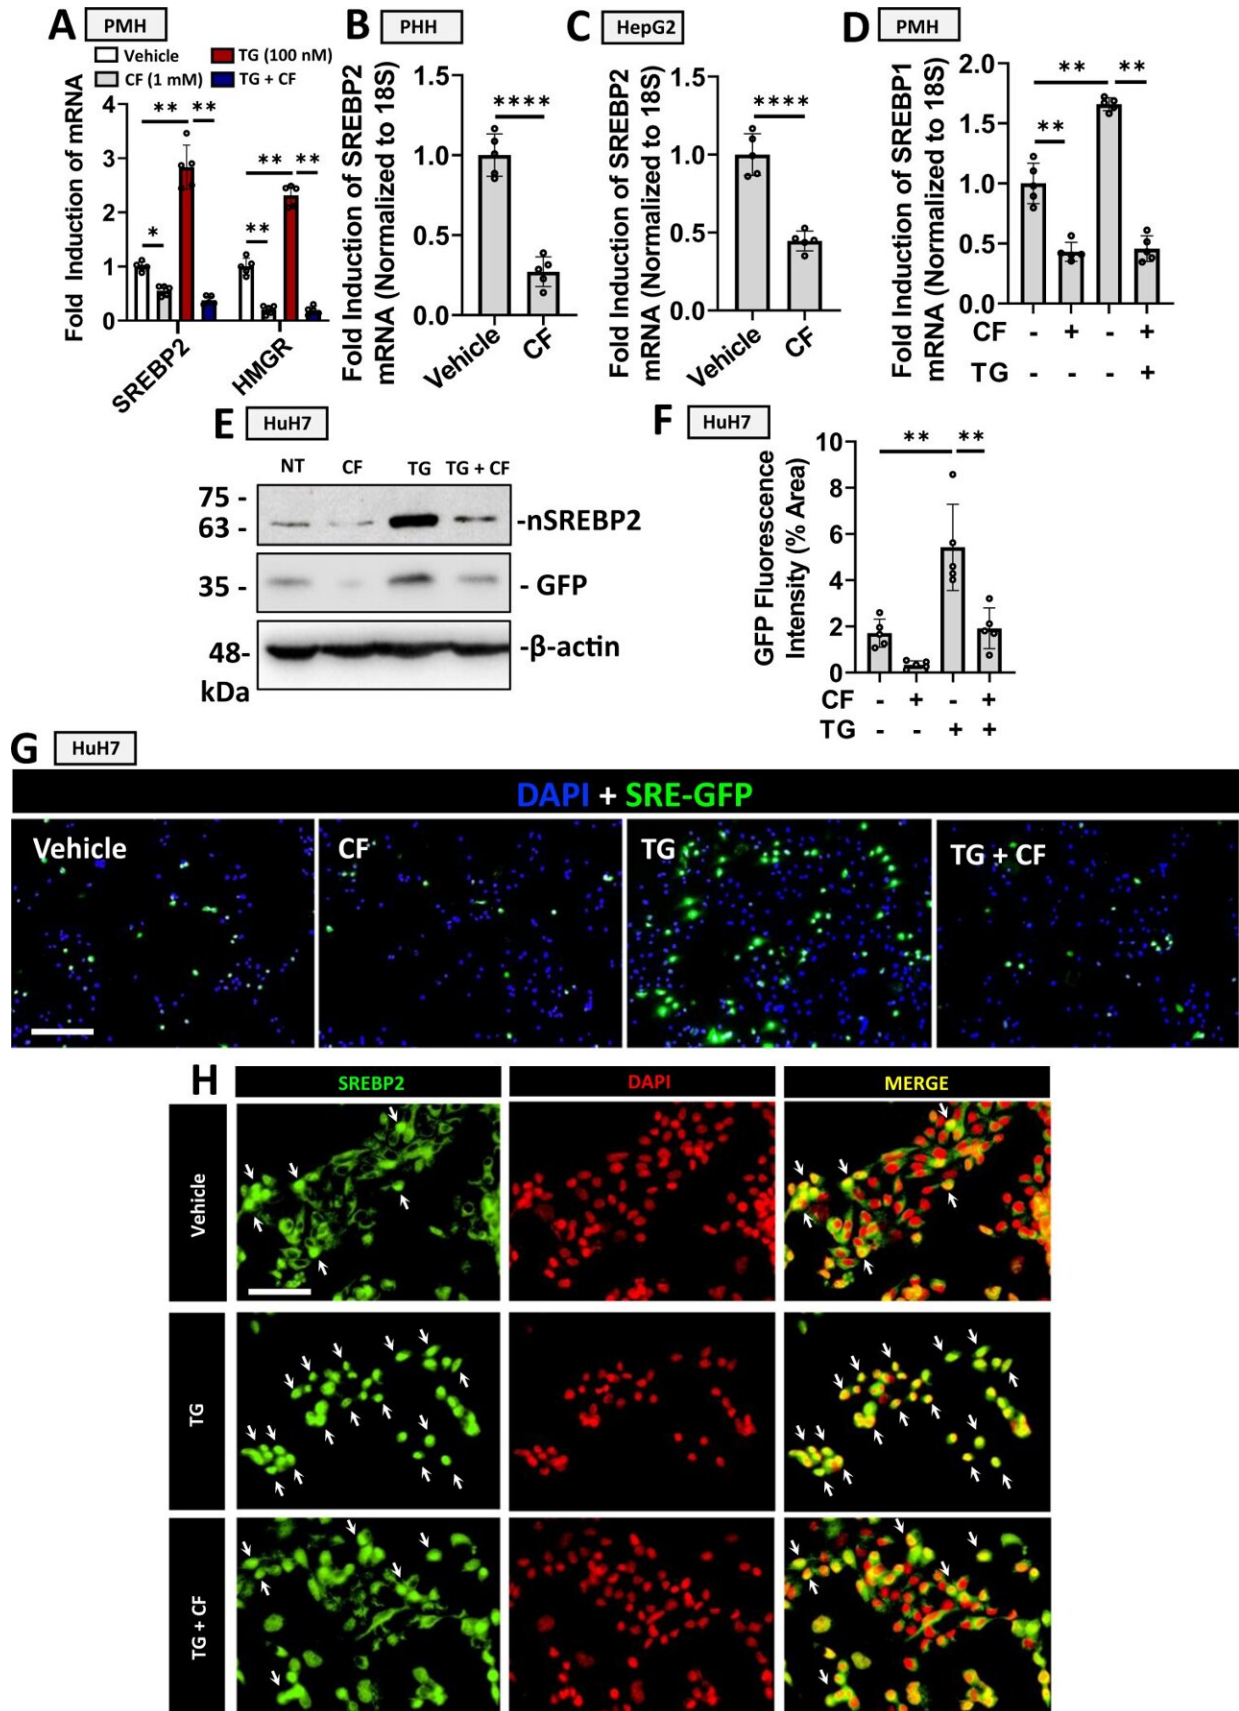 A PMH
Vehicle TG (100 nM)
CF (1 mM) TG + CF
Fold Induction of mRNA
4
3
2
1
0
** **
*
** **
**
SREBP2 HMGR
B PHH
Fold Induction of SREBP2
mRNA (Normalized to 18S)
1.5
1.0
0.5
0.0
****
Vehicle CF
C HepG2
Fold Induction of SREBP2
mRNA (Normalized to 18S)
1.5
1.0
0.5
0.0
****
Vehicle CF
D PMH
Fold Induction of SREBP1
mRNA (Normalized to 18S)
2.0
1.5
1.0
0.5
0.0
** **
**
CF - + - +
TG - - - +
E HuH7
NT CF TG TG + CF
75 -
63 -
-nSREBP2
35 - - GFP
48- -β-actin
kDa
F HuH7
GFP Fluorescence
Intensity (% Area)
10
8
6
4
2
0
** **
CF - + - +
TG - - + +
G HuH7
DAPI + SRE-GFP
Vehicle CF TG TG + CF
H SREBP2 DAPI MERGE
Vehicle
TG
TG + CF